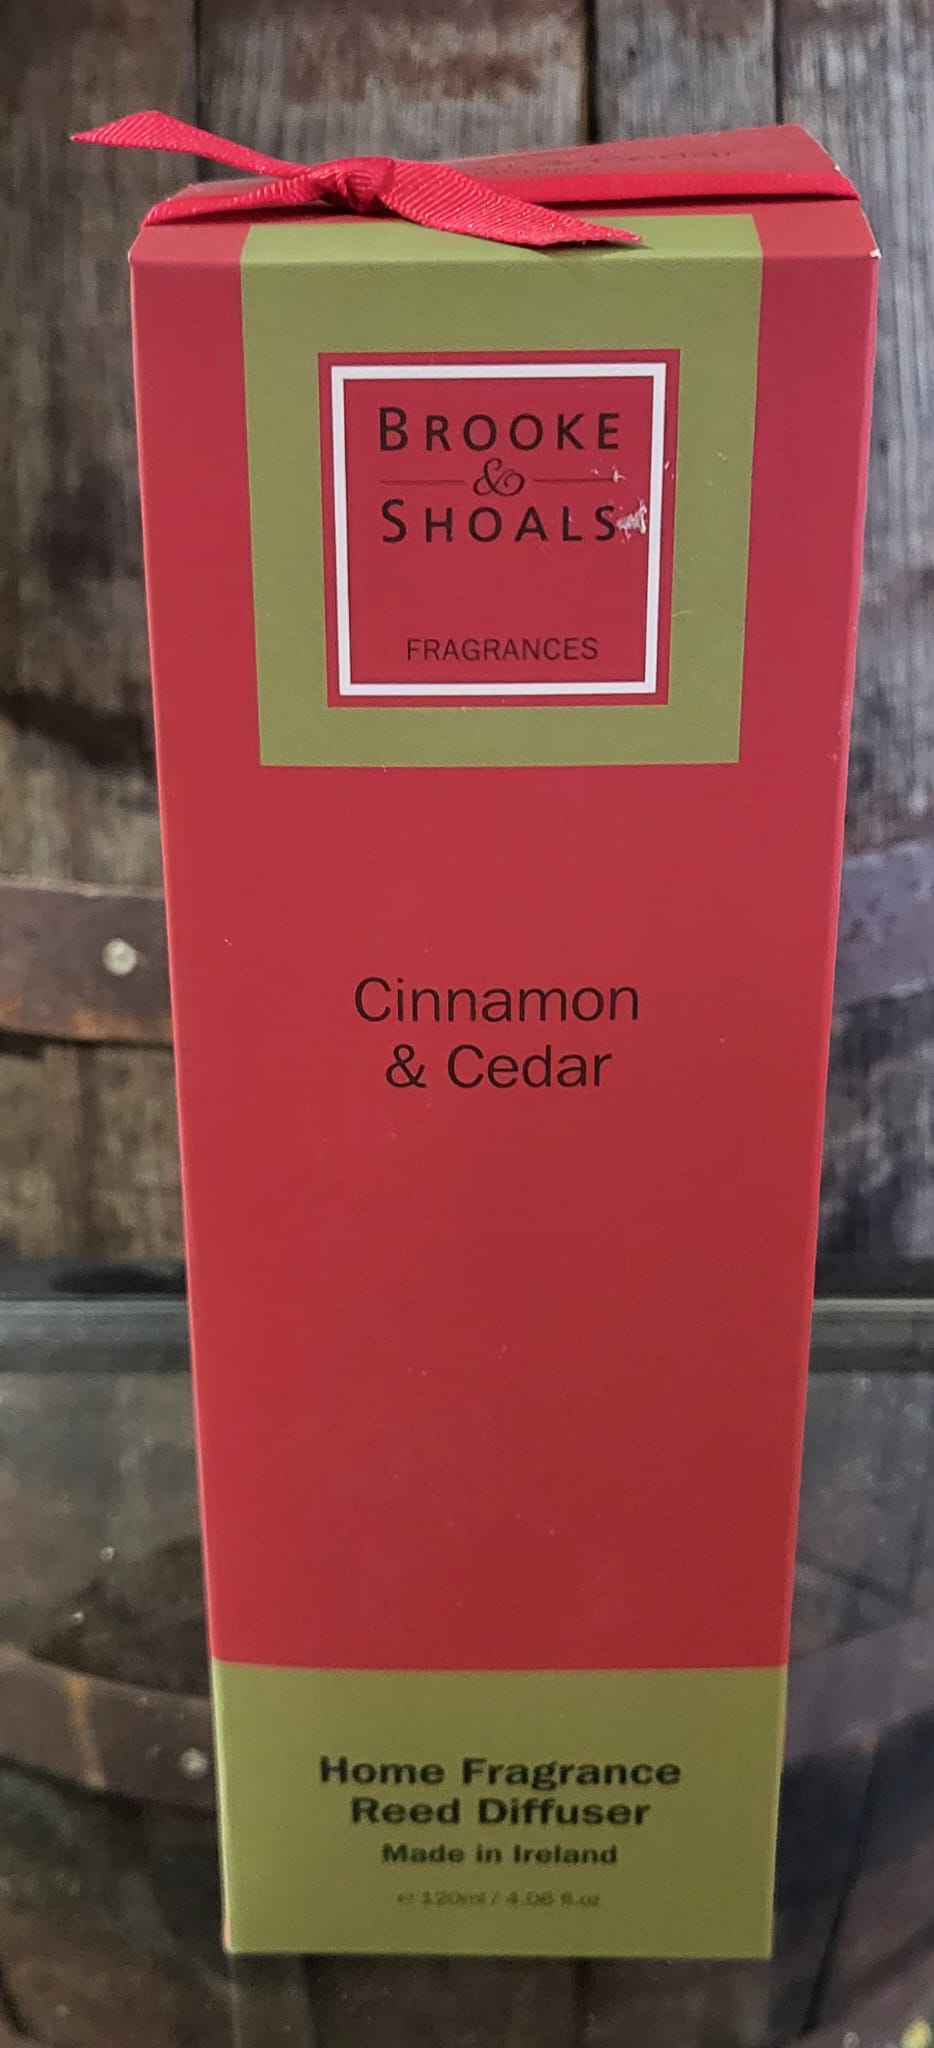 BROOKE
&
SHOALS
FRAGRANCES
Cinnamon
& Cedar
Home Fragrance
Reed Diffuser
Made in Ireland
e 120ml / 4.06 fl.oz